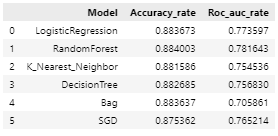 Model Accuracy_rate Roc_auc_rate
0 LogisticRegression 0.883673 0.773597
1 RandomForest 0.884003 0.781643
2 K_Nearest_Neighbor 0.881586 0.754536
3 DecisionTree 0.882685 0.756830
4 Bag 0.883637 0.705861
5 SGD 0.875362 0.765214